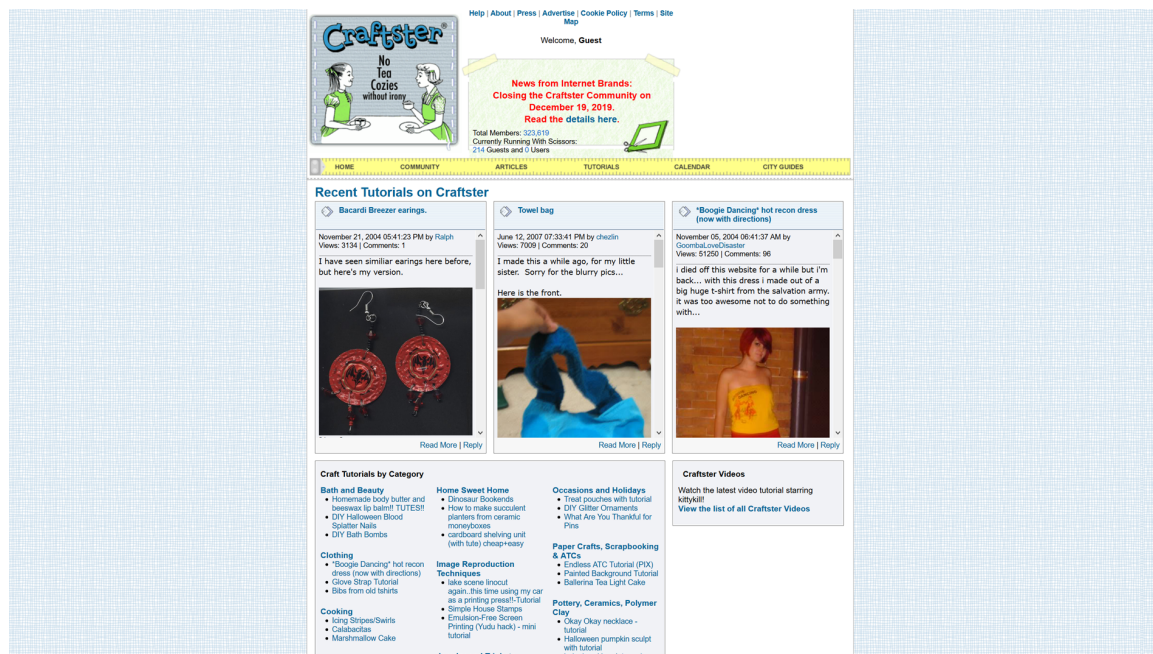 Help | About | Press | Advertise | Cookie Policy | Terms | Site
Map
Craftster®
No
Tea
Cozies
without irony
Welcome, Guest
News from Internet Brands:
Closing the Craftster Community on
December 19, 2019.
Read the details here.
Total Members: 323,619
Currently Running With Scissors:
214 Guests and 0 Users
HOME COMMUNITY ARTICLES TUTORIALS CALENDAR CITY GUIDES
Recent Tutorials on Craftster
Bacardi Breezer earings.
November 21, 2004 05:41:23 PM by Ralph
Views: 3134 | Comments: 1
I have seen similiar earings here before,
but here's my version.
Read More | Reply
Towel bag
June 12, 2007 07:33:41 PM by chezlin
Views: 7009 | Comments: 20
I made this a while ago, for my little
sister.  Sorry for the blurry pics...
Here is the front.
Read More | Reply
*Boogie Dancing* hot recon dress
(now with directions)
November 05, 2004 06:41:37 AM by
GoombaLoveDisaster
Views: 51250 | Comments: 96
i died off this website for a while but i'm
back... with this dress i made out of a
big huge t-shirt from the salvation army.
it was too awesome not to do something
with...
Read More | Reply
Craft Tutorials by Category
Bath and Beauty
Homemade body butter and
beeswax lip balm!! TUTES!!
DIY Halloween Blood
Splatter Nails
DIY Bath Bombs
Clothing
*Boogie Dancing* hot recon
dress (now with directions)
Glove Strap Tutorial
Bibs from old tshirts
Cooking
Icing Stripes/Swirls
Calabacitas
Marshmallow Cake
Home Sweet Home
Dinosaur Bookends
How to make succulent
planters from ceramic
moneyboxes
cardboard shelving unit
(with tute) cheap+easy
Image Reproduction
Techniques
lake scene linocut
again..this time using my car
as a printing press!!-Tutorial
Simple House Stamps
Emulsion-Free Screen
Printing (Yudu hack) - mini
tutorial
Occasions and Holidays
Treat pouches with tutorial
DIY Glitter Ornaments
What Are You Thankful for
Pins
Paper Crafts, Scrapbooking
& ATCs
Endless ATC Tutorial (PIX)
Painted Background Tutorial
Ballerina Tea Light Cake
Pottery, Ceramics, Polymer
Clay
Okay Okay necklace -
tutorial
Halloween pumpkin sculpt
with tutorial
Craftster Videos
Watch the latest video tutorial starring
kittykill!
View the list of all Craftster Videos